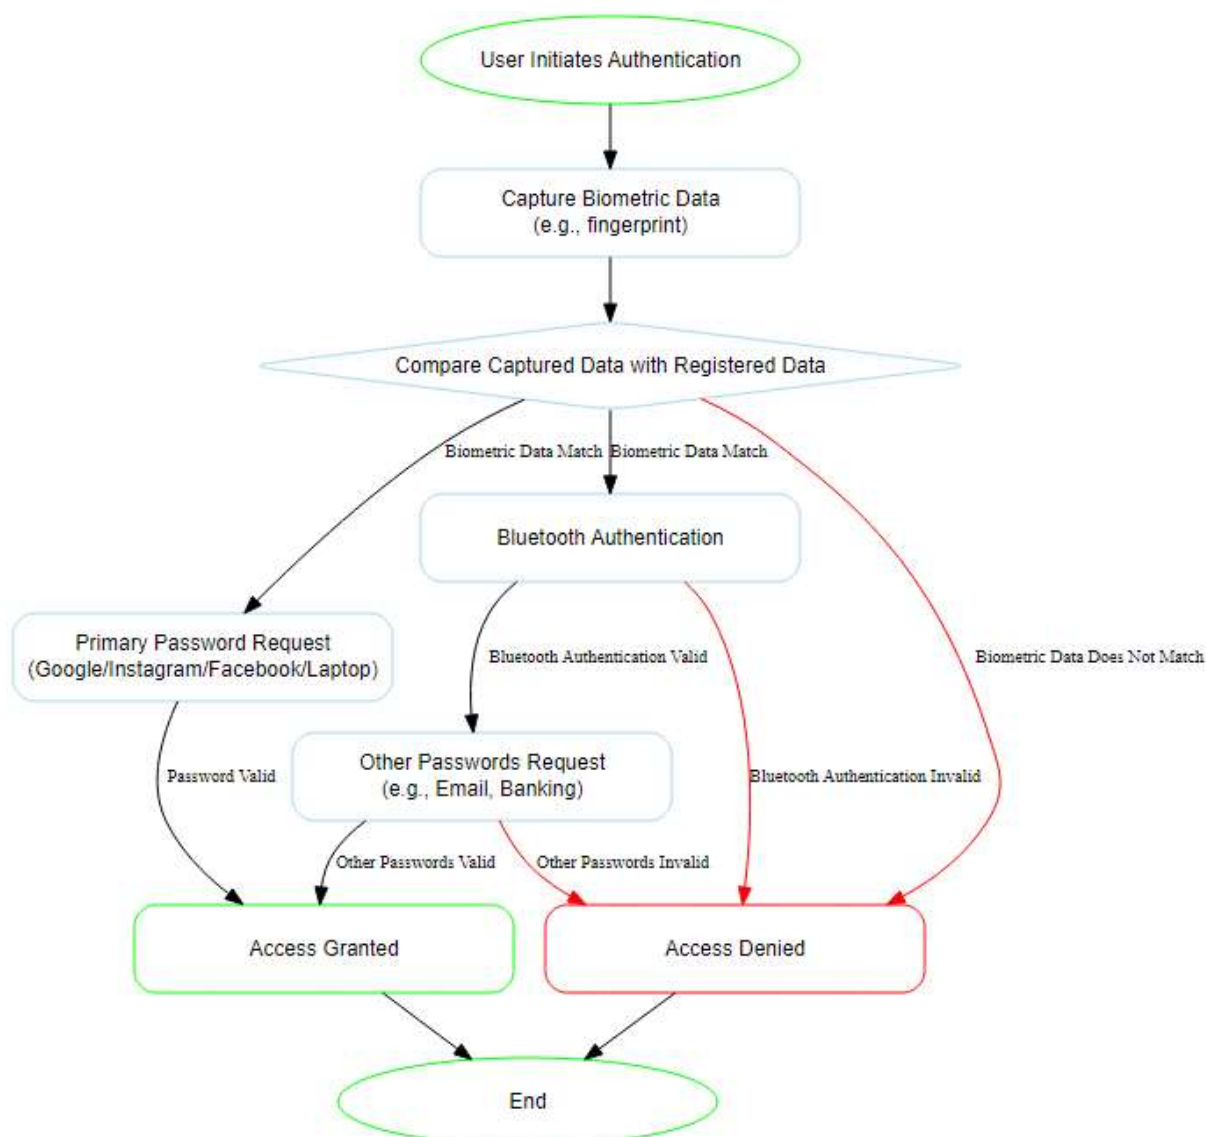 User Initiates Authentication
Capture Biometric Data
(e.g., fingerprint)
Compare Captured Data with Registered Data
Biometric Data Match
Biometric Data Match
Bluetooth Authentication
Primary Password Request
(Google/Instagram/Facebook/Laptop)
Bluetooth Authentication Valid
Biometric Data Does Not Match
Other Passwords Request
(e.g., Email, Banking)
Password Valid
Bluetooth Authentication Invalid
Other Passwords Valid
Other Passwords Invalid
Access Granted
Access Denied
End